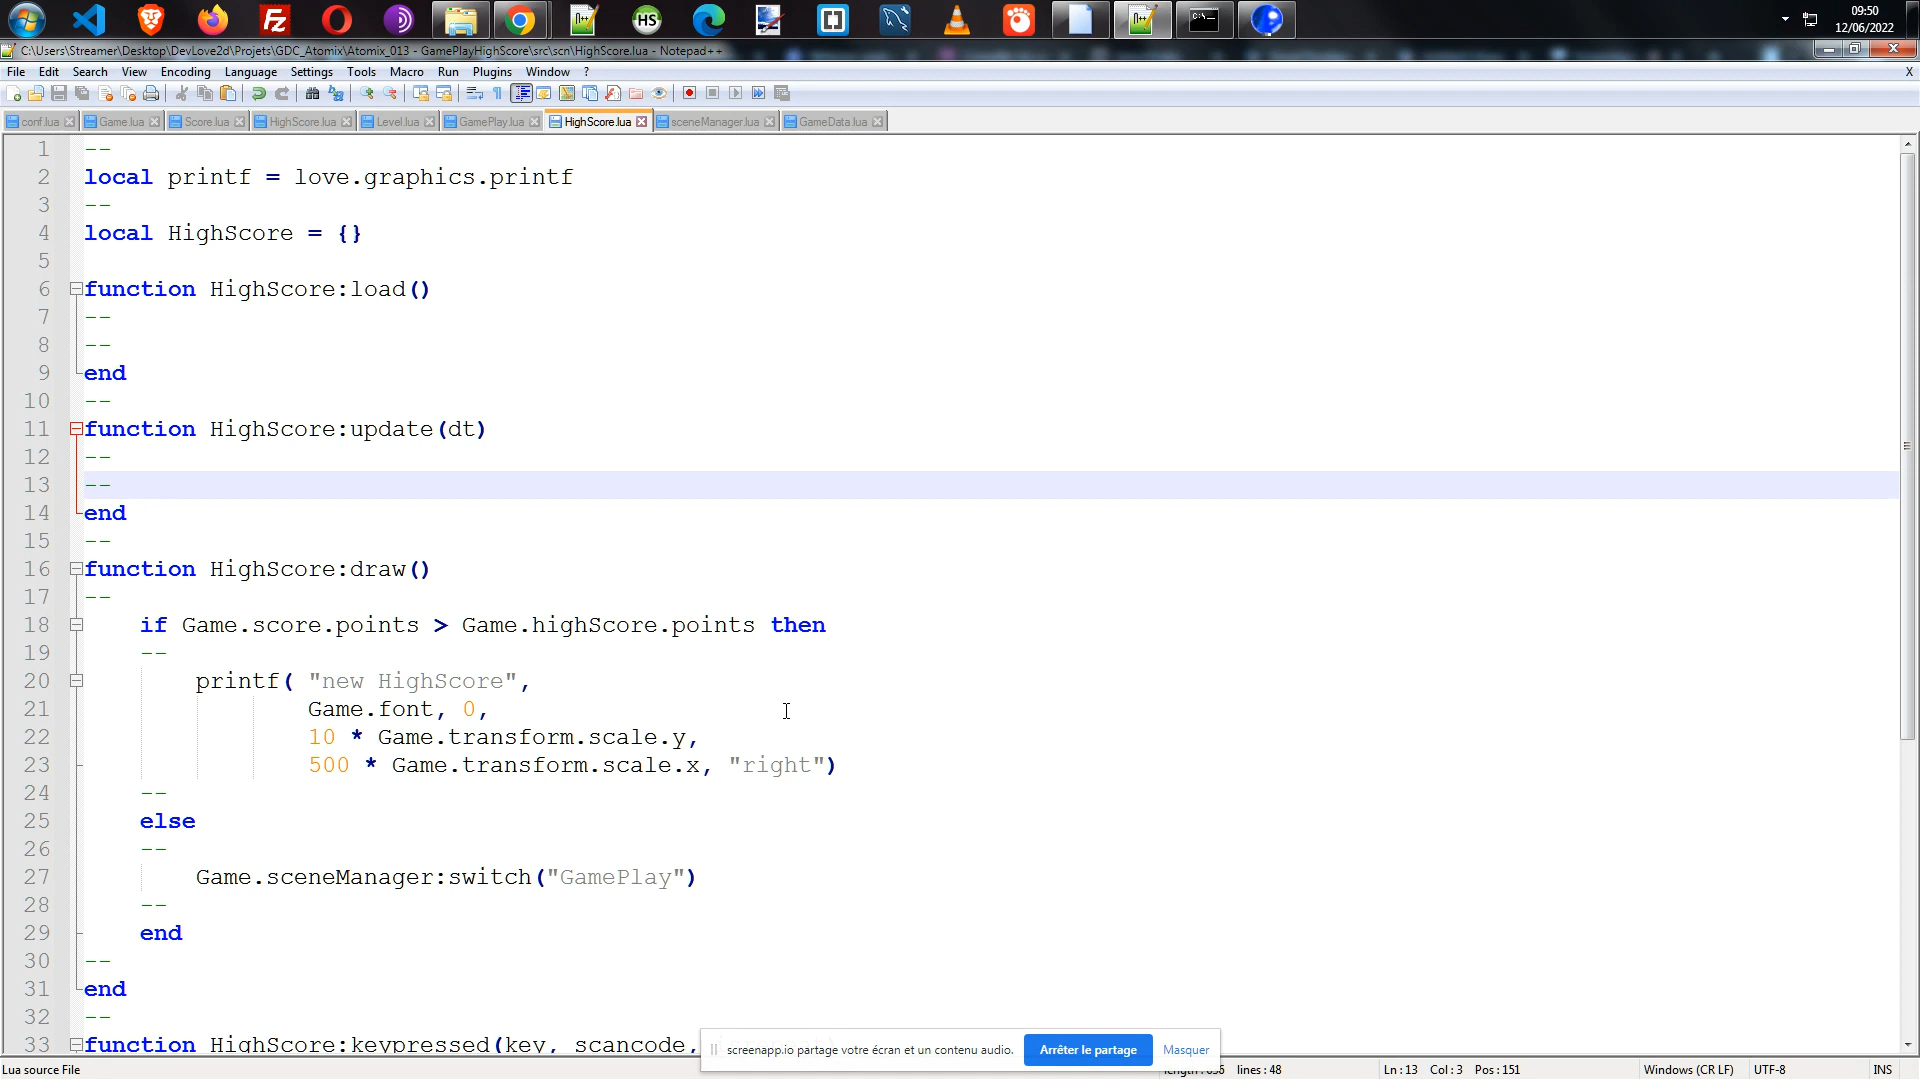 09:50
12/06/2022
C:\Users\Streamer\Desktop\DevLove2d\Projets\GDC_Atomix\Atomix_013 - GamePlayHighScore\src\scn\HighScore.lua - Notepad++
File Edit Search View Encoding Language Settings Tools Macro Run Plugins Window ? X
conf.lua Game.lua Score.lua HighScore.lua Level.lua GamePlay.lua HighScore.lua sceneManager.lua GameData.lua
1 --
2 local printf = love.graphics.printf
3 --
4 local HighScore = {}
5
6 function HighScore:load()
7 --
8 --
9 end
10 --
11 function HighScore:update(dt)
12 --
13 --
14 end
15 --
16 function HighScore:draw()
17 --
18 if Game.score.points > Game.highScore.points then
19 --
20 printf( "new HighScore",
21 Game.font, 0,
22 10 * Game.transform.scale.y,
23 500 * Game.transform.scale.x, "right")
24 --
25 else
26 --
27 Game.sceneManager:switch("GamePlay")
28 --
29 end
30 --
31 end
32 --
33 function HighScore:keypressed(key, scancode,
screenapp.io partage votre écran et un contenu audio. Arrêter le partage Masquer
Lua source File lines : 48 Ln : 13 Col : 3 Pos : 151 Windows (CR LF) UTF-8 INS